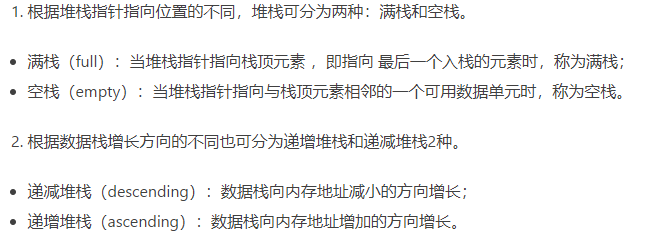 1. 根据堆栈指针指向位置的不同，堆栈可分为两种：满栈和空栈。
• 满栈（full）：当堆栈指针指向栈顶元素 ，即指向 最后一个入栈的元素时，称为满栈；
• 空栈（empty）：当堆栈指针指向与栈顶元素相邻的一个可用数据单元时，称为空栈。
2. 根据数据栈增长方向的不同也可分为递增堆栈和递减堆栈2种。
• 递减堆栈（descending）：数据栈向内存地址减小的方向增长；
• 递增堆栈（ascending）：数据栈向内存地址增加的方向增长。